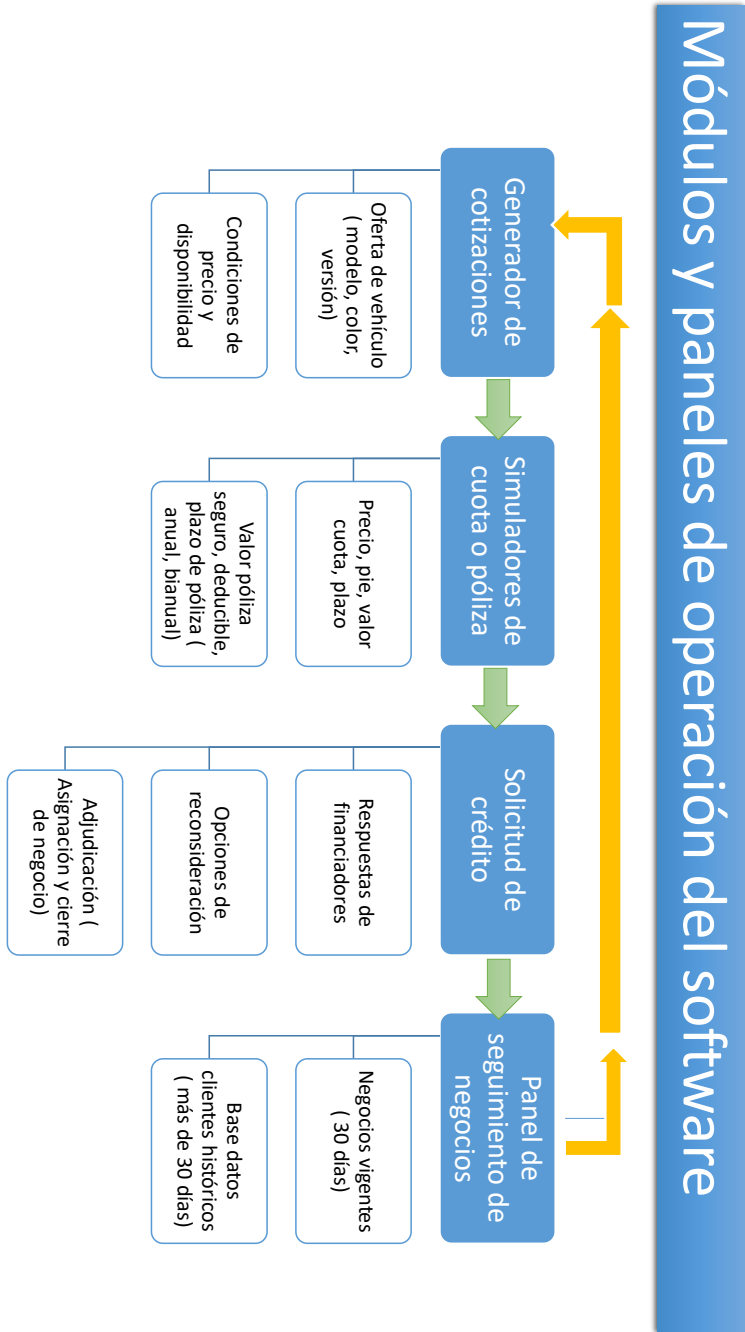 Módulos y paneles de operación del software
Generador de
cotizaciones
Oferta de vehículo
( modelo, color,
versión)
Condiciones de
precio y
disponibilidad
Simuladores de
cuota o póliza
Precio, pie, valor
cuota, plazo
Valor póliza
seguro, deducible,
plazo de póliza (
anual, bianual)
Solicitud de
crédito
Respuestas de
financiadores
Opciones de
reconsideración
Adjudicación (
Asignación y cierre
de negocio)
Panel de
seguimiento de
negocios
Negocios vigentes
( 30 días)
Base datos
clientes históricos
( más de 30 días)